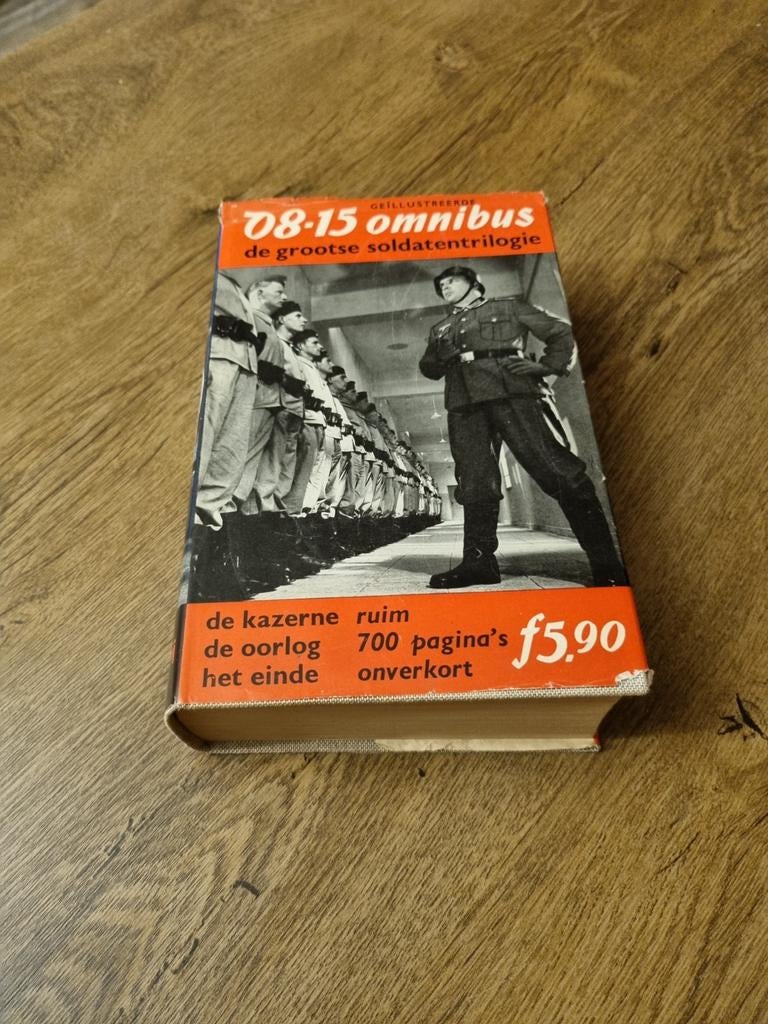 GEÏLLUSTREERDE
'08-15 omnibus
de grootse soldatentrilogie
de kazerne
de oorlog
het einde
ruim
700 pagina's
onverkort
f5.90